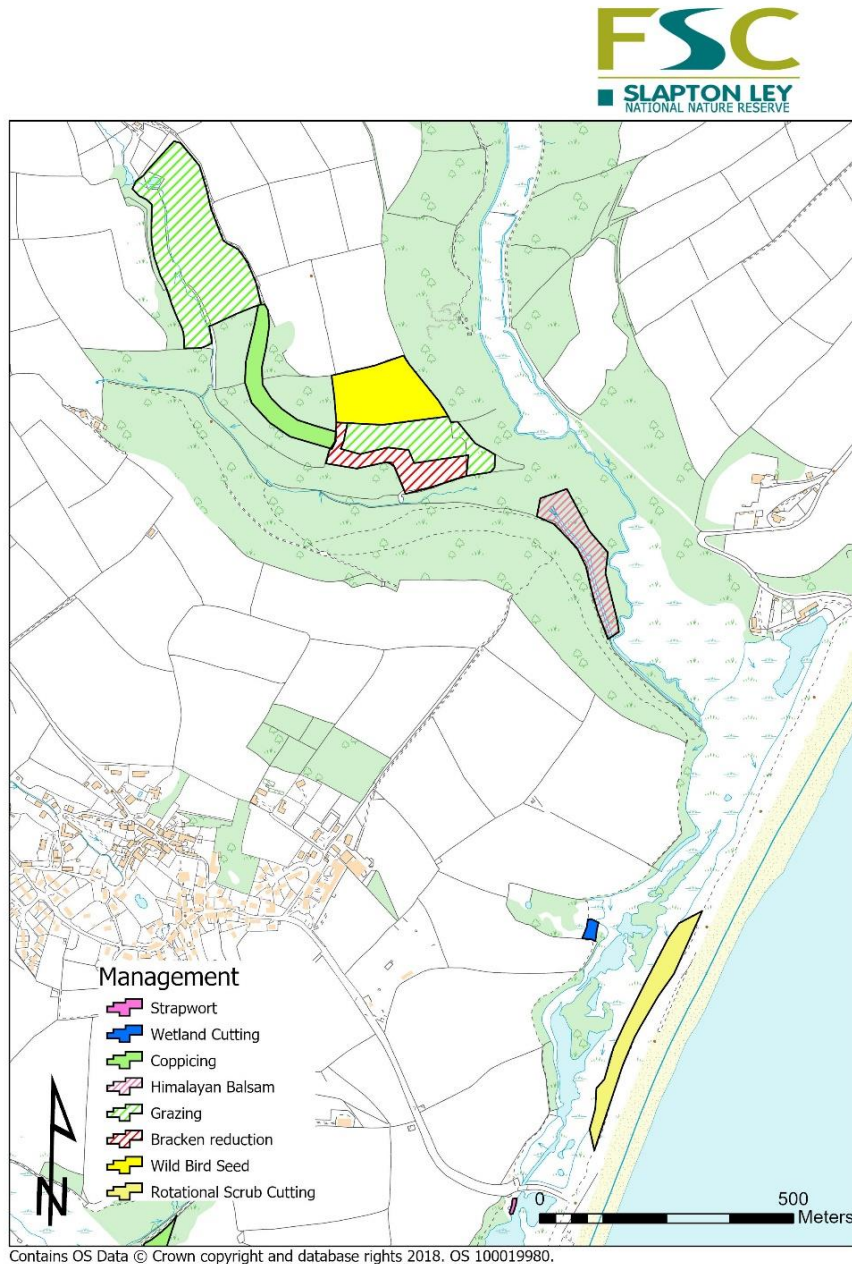 FSC
SLAPTON LEY
NATIONAL NATURE RESERVE
Management
Strapwort
Wetland Cutting
Coppicing
Himalayan Balsam
Grazing
Bracken reduction
Wild Bird Seed
Rotational Scrub Cutting
N
0 500
Meters
Contains OS Data © Crown copyright and database rights 2018. OS 100019980.